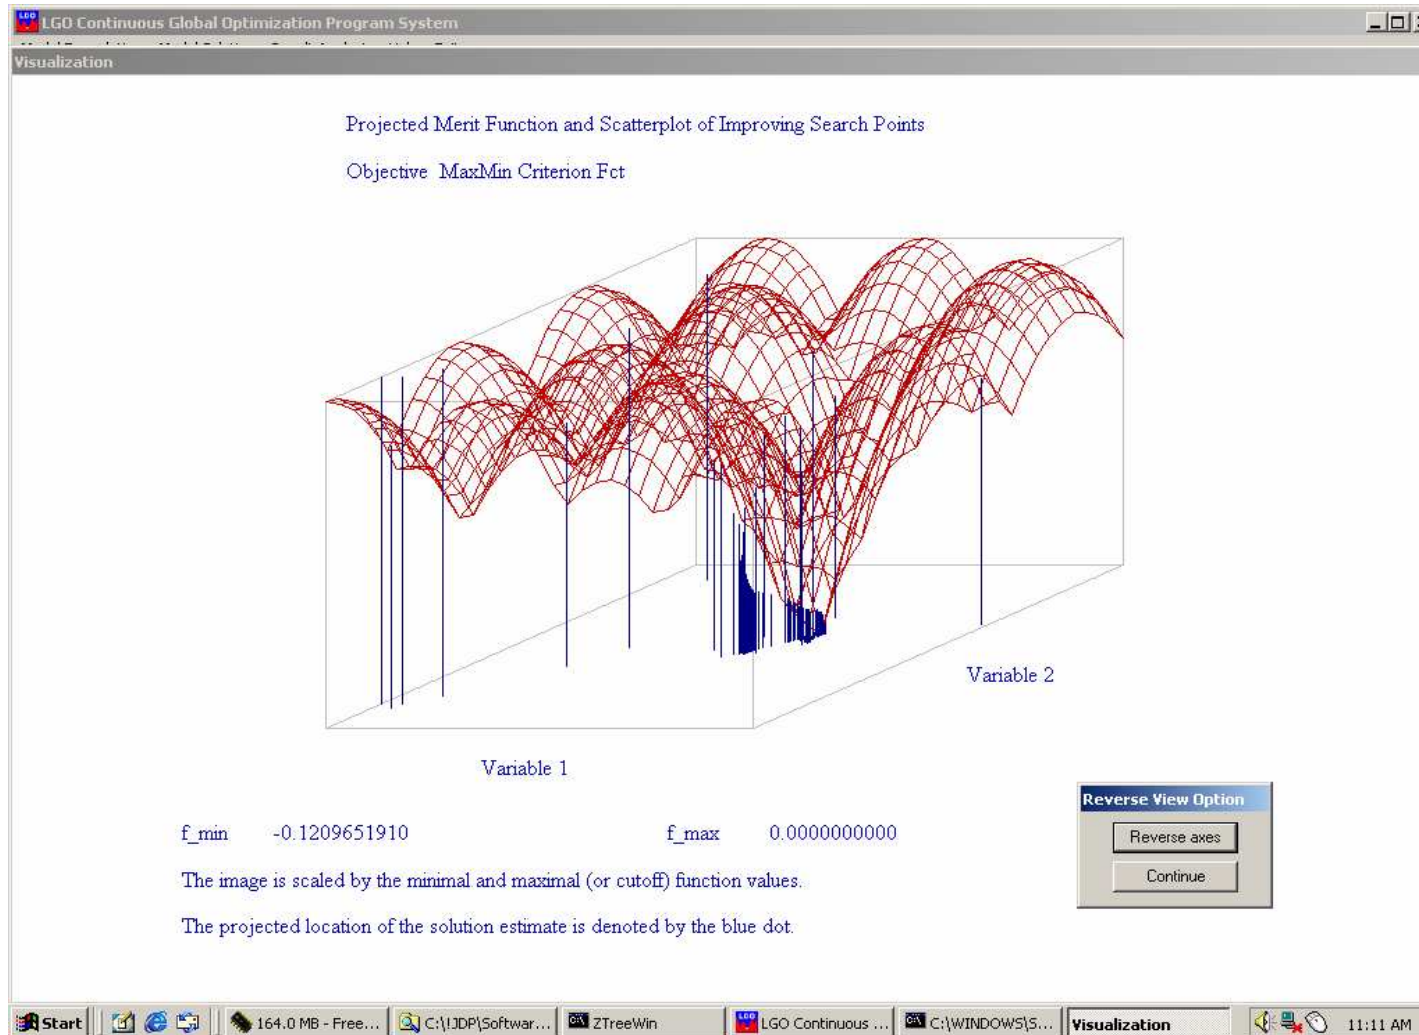 LGO Continuous Global Optimization Program System
Visualization
Projected Merit Function and Scatterplot of Improving Search Points
Objective MaxMin Criterion Fct
Variable 2
Variable 1
Reverse View Option
Reverse axes
Continue
f_min -0.1209651910 f_max 0.0000000000
The image is scaled by the minimal and maximal (or cutoff) function values.
The projected location of the solution estimate is denoted by the blue dot.
Start 164.0 MB - Free... C:\!JDP\Softwar... ZTreeWin LGO Continuous ... C:\WINDOWS\S... Visualization 11:11 AM